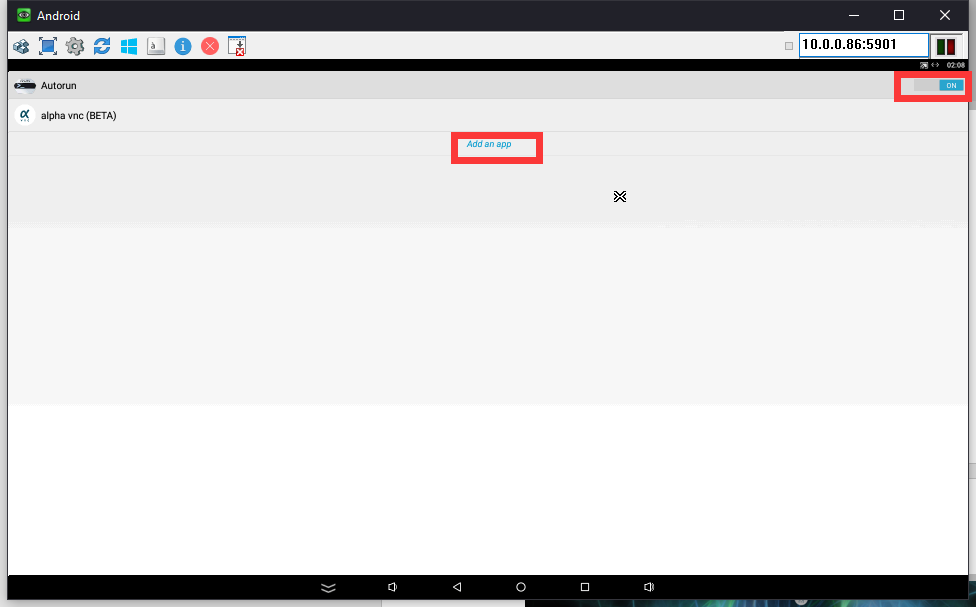 Android
10.0.0.86:5901
02:08
Autorun
ON
α
alpha vnc (BETA)
Add an app